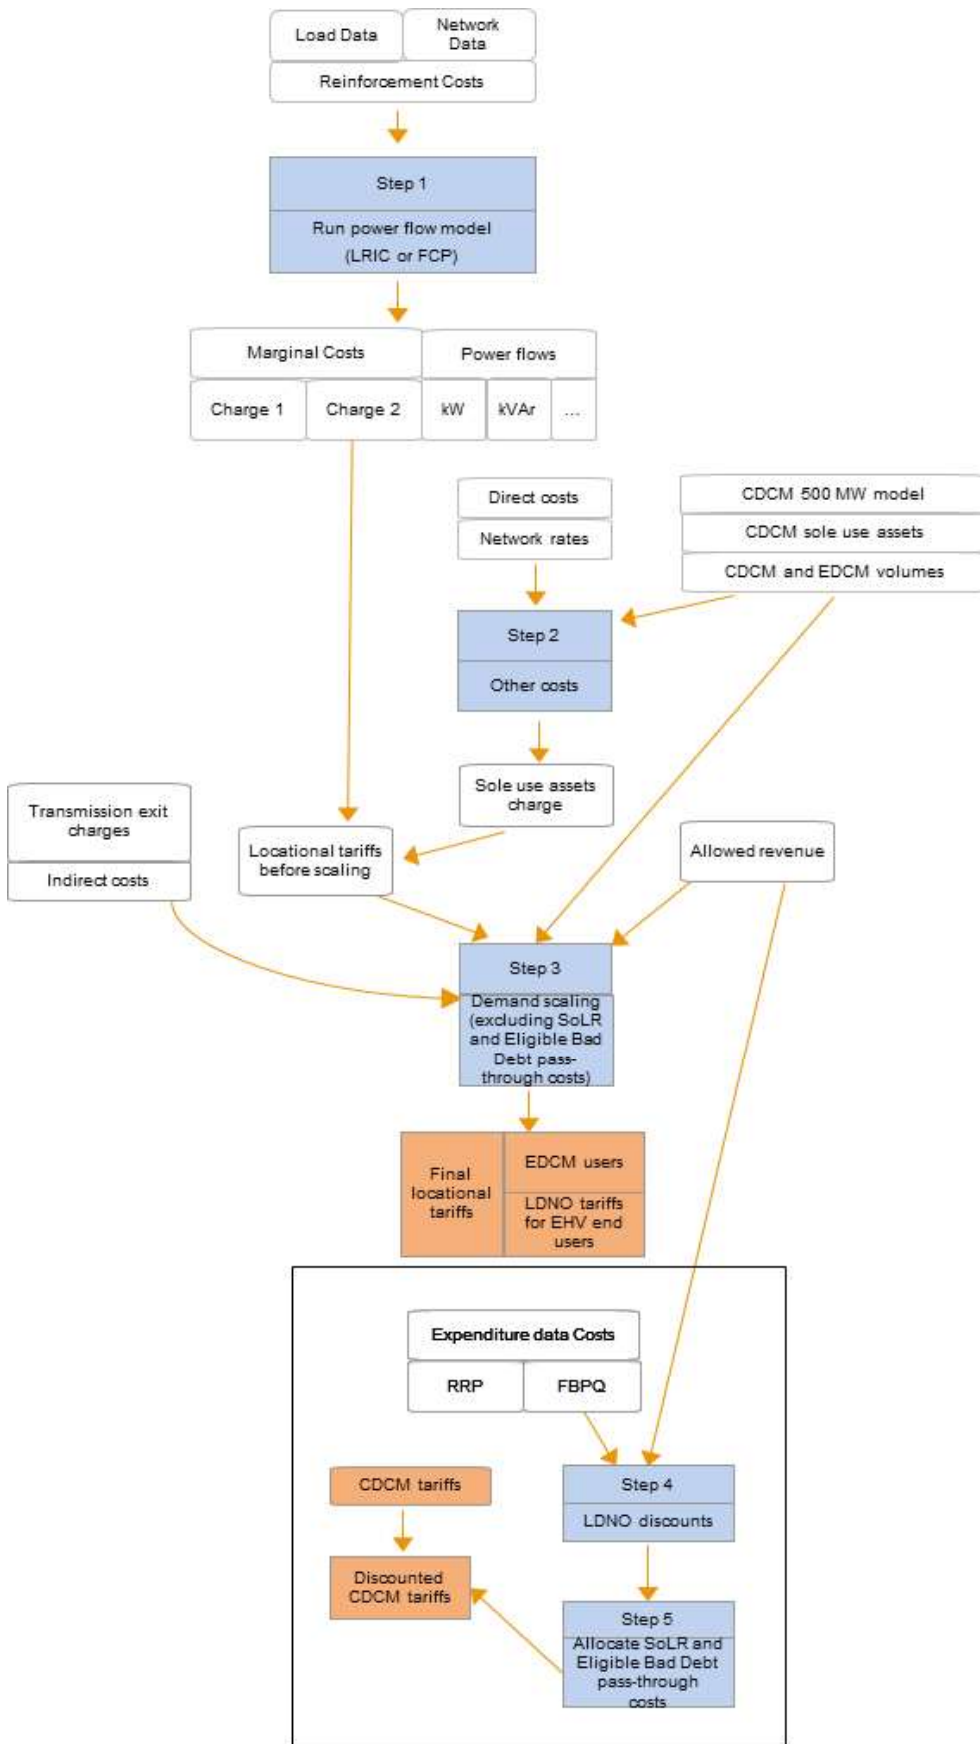 Load Data
Network
Data
Reinforcement Costs
Step 1
Run power flow model
(LRIC or FCP)
Marginal Costs
Power flows
Charge 1
Charge 2
kW
kVAr
...
Direct costs
Network rates
CDCM 500 MW model
CDCM sole use assets
CDCM and EDCM volumes
Step 2
Other costs
Sole use assets
charge
Transmission exit
charges
Indirect costs
Locational tariffs
before scaling
Allowed revenue
Step 3
Demand scaling
(excluding SoLR
and Eligible Bad
Debt pass-
through costs)
Final
locational
tariffs
EDCM users
LDNO tariffs
for EHV end
users
Expenditure data Costs
RRP
FBPQ
CDCM tariffs
Step 4
LDNO discounts
Discounted
CDCM tariffs
Step 5
Allocate SoLR and
Eligible Bad Debt
pass-through
costs